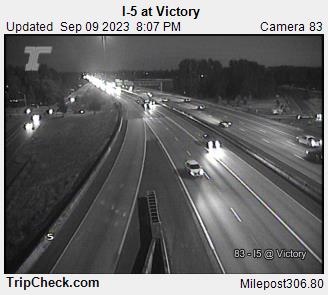 I-5 at Victory
Updated Sep 09 2023 8:07 PM Camera 83
83 - I5 @ Victory
TripCheck.com Milepost306.80